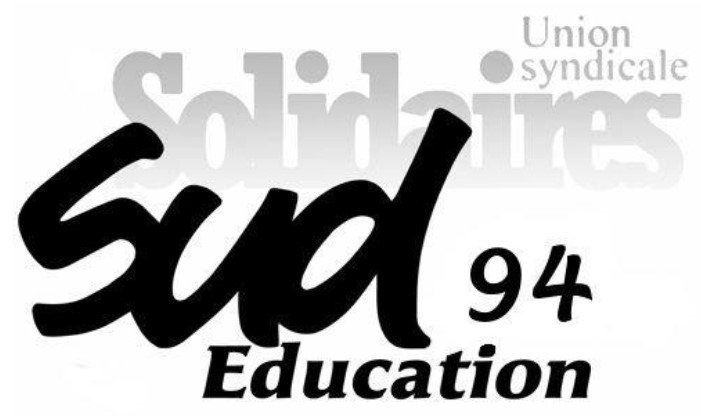 Union
syndicale
Solidaires
Sud 94
Education